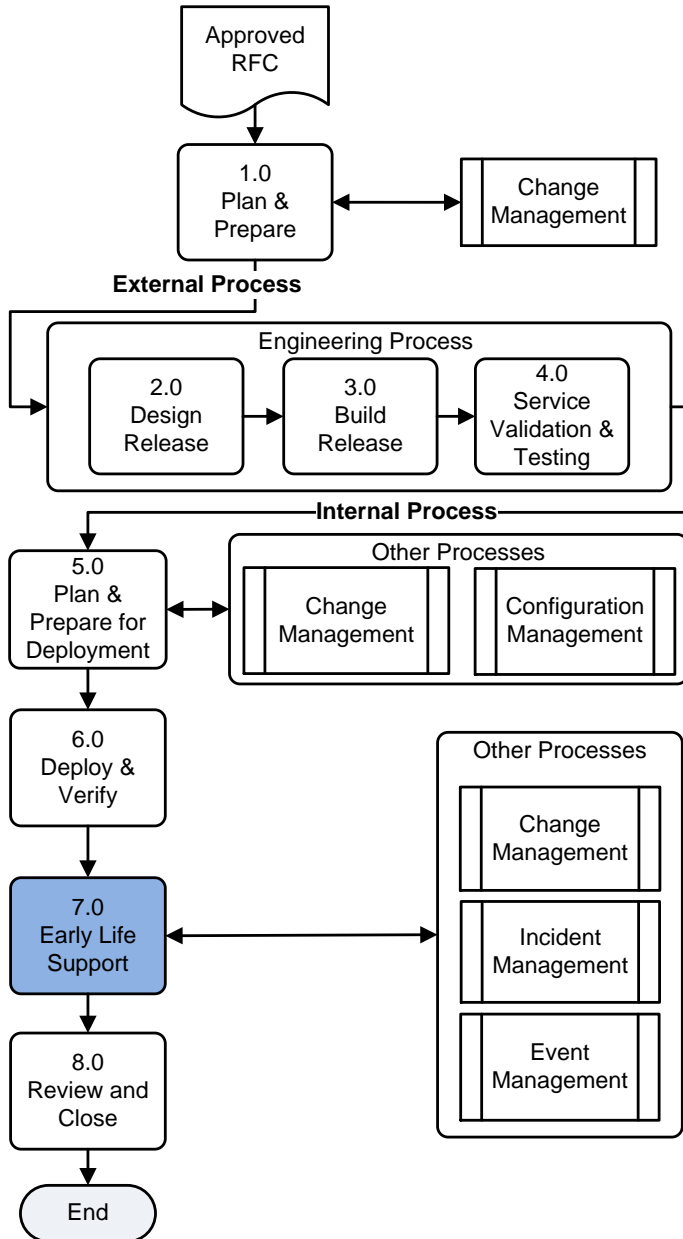 Approved
RFC
1.0
Plan &
Prepare
Change
Management
External Process
Engineering Process
2.0
Design
Release
3.0
Build
Release
4.0
Service
Validation &
Testing
Internal Process
5.0
Plan &
Prepare for
Deployment
Other Processes
Change
Management
Configuration
Management
6.0
Deploy &
Verify
Other Processes
Change
Management
7.0
Early Life
Support
Incident
Management
Event
Management
8.0
Review and
Close
End